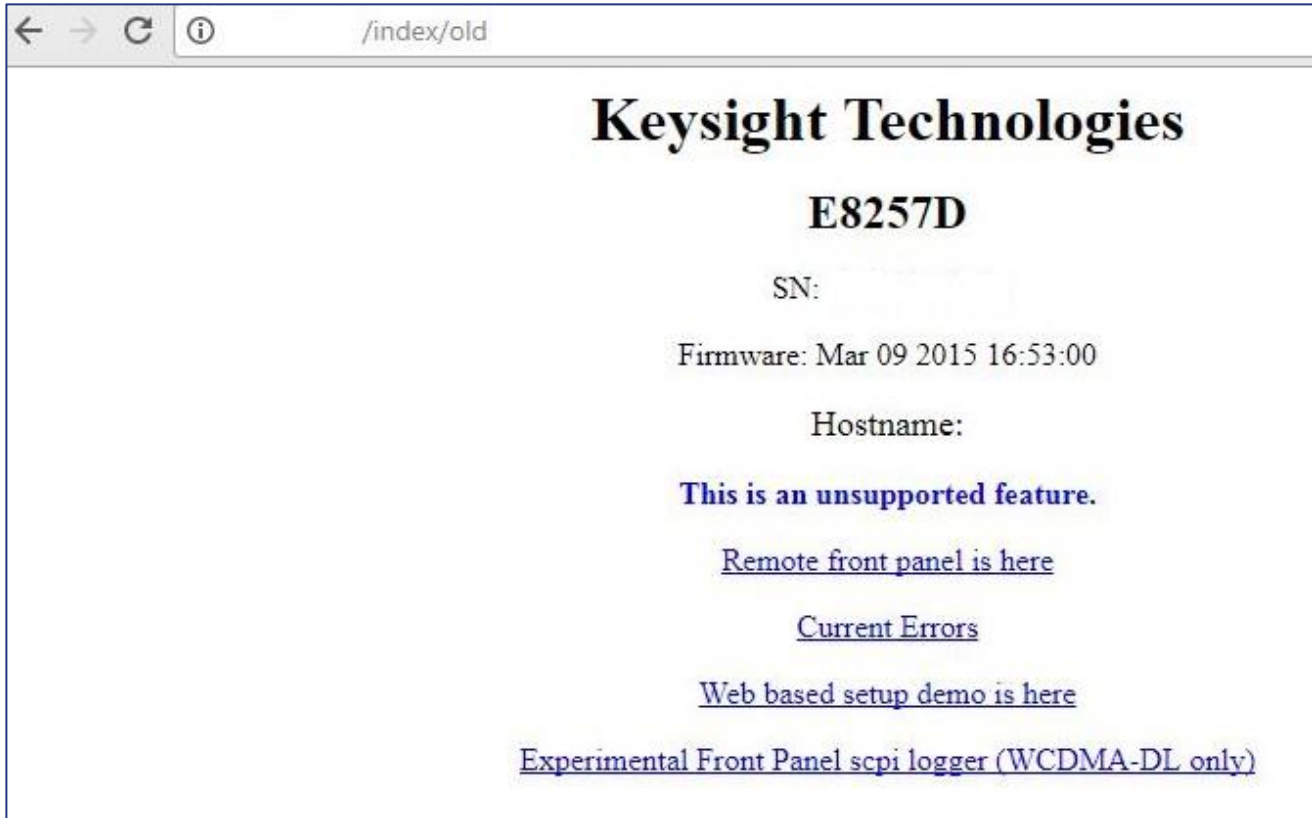 /index/old
Keysight Technologies
E8257D
SN:
Firmware: Mar 09 2015 16:53:00
Hostname:
This is an unsupported feature.
Remote front panel is here
Current Errors
Web based setup demo is here
Experimental Front Panel scpi logger (WCDMA-DL only)